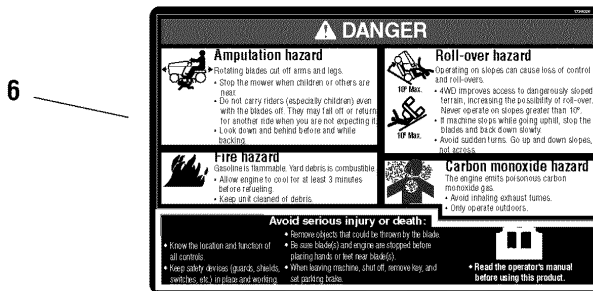 6
DANGER
Amputation hazard
Rotating blades cut off arms and legs.
• Stop the mower when children or others are
near.
• Do not carry riders (especially children) even
with the blades off. They may fall off or return
for another ride when you are not expecting it.
• Look down and behind before and while
backing.
Roll-over hazard
Operating on slopes can cause loss of control
and roll-overs.
10° Max.
• 4WD improves access to dangerously sloped
terrain, increasing the possibility of roll-over.
Never operate on slopes greater than 10°.
• If machine stops while going uphill, stop the
blades and back down slowly.
10° Max.
• Avoid sudden turns. Go up and down slopes,
not across.
Fire hazard
Gasoline is flammable. Yard debris is combustible
• Allow engine to cool for at least 3 minutes
before refueling.
• Keep unit cleaned of debris.
Carbon monoxide hazard
The engine emits poisonous carbon
monoxide gas.
• Avoid inhaling exhaust fumes.
• Only operate outdoors.
Avoid serious injury or death:
• Know the location and function of
all controls.
• Keep safety devices (guards, shields,
switches, etc.) in place and working.
• Remove objects that could be thrown by the blade.
• Be sure blade(s) and engine are stopped before
placing hands or feet near blade(s).
• When leaving machine, shut off, remove key, and
set parking brake.
• Read the operator's manual
before using this product.